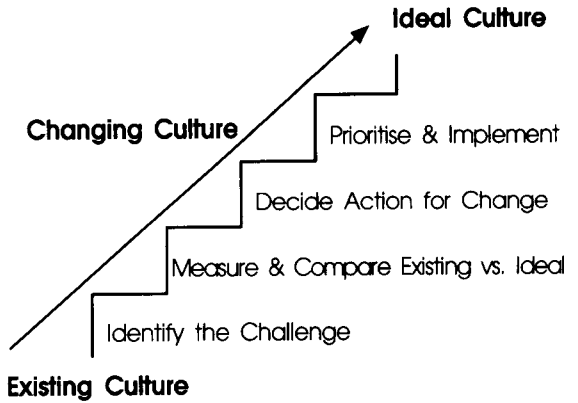 Ideal Culture
Changing Culture
Prioritise & Implement
Decide Action for Change
Measure & Compare Existing vs. Ideal
Identify the Challenge
Existing Culture